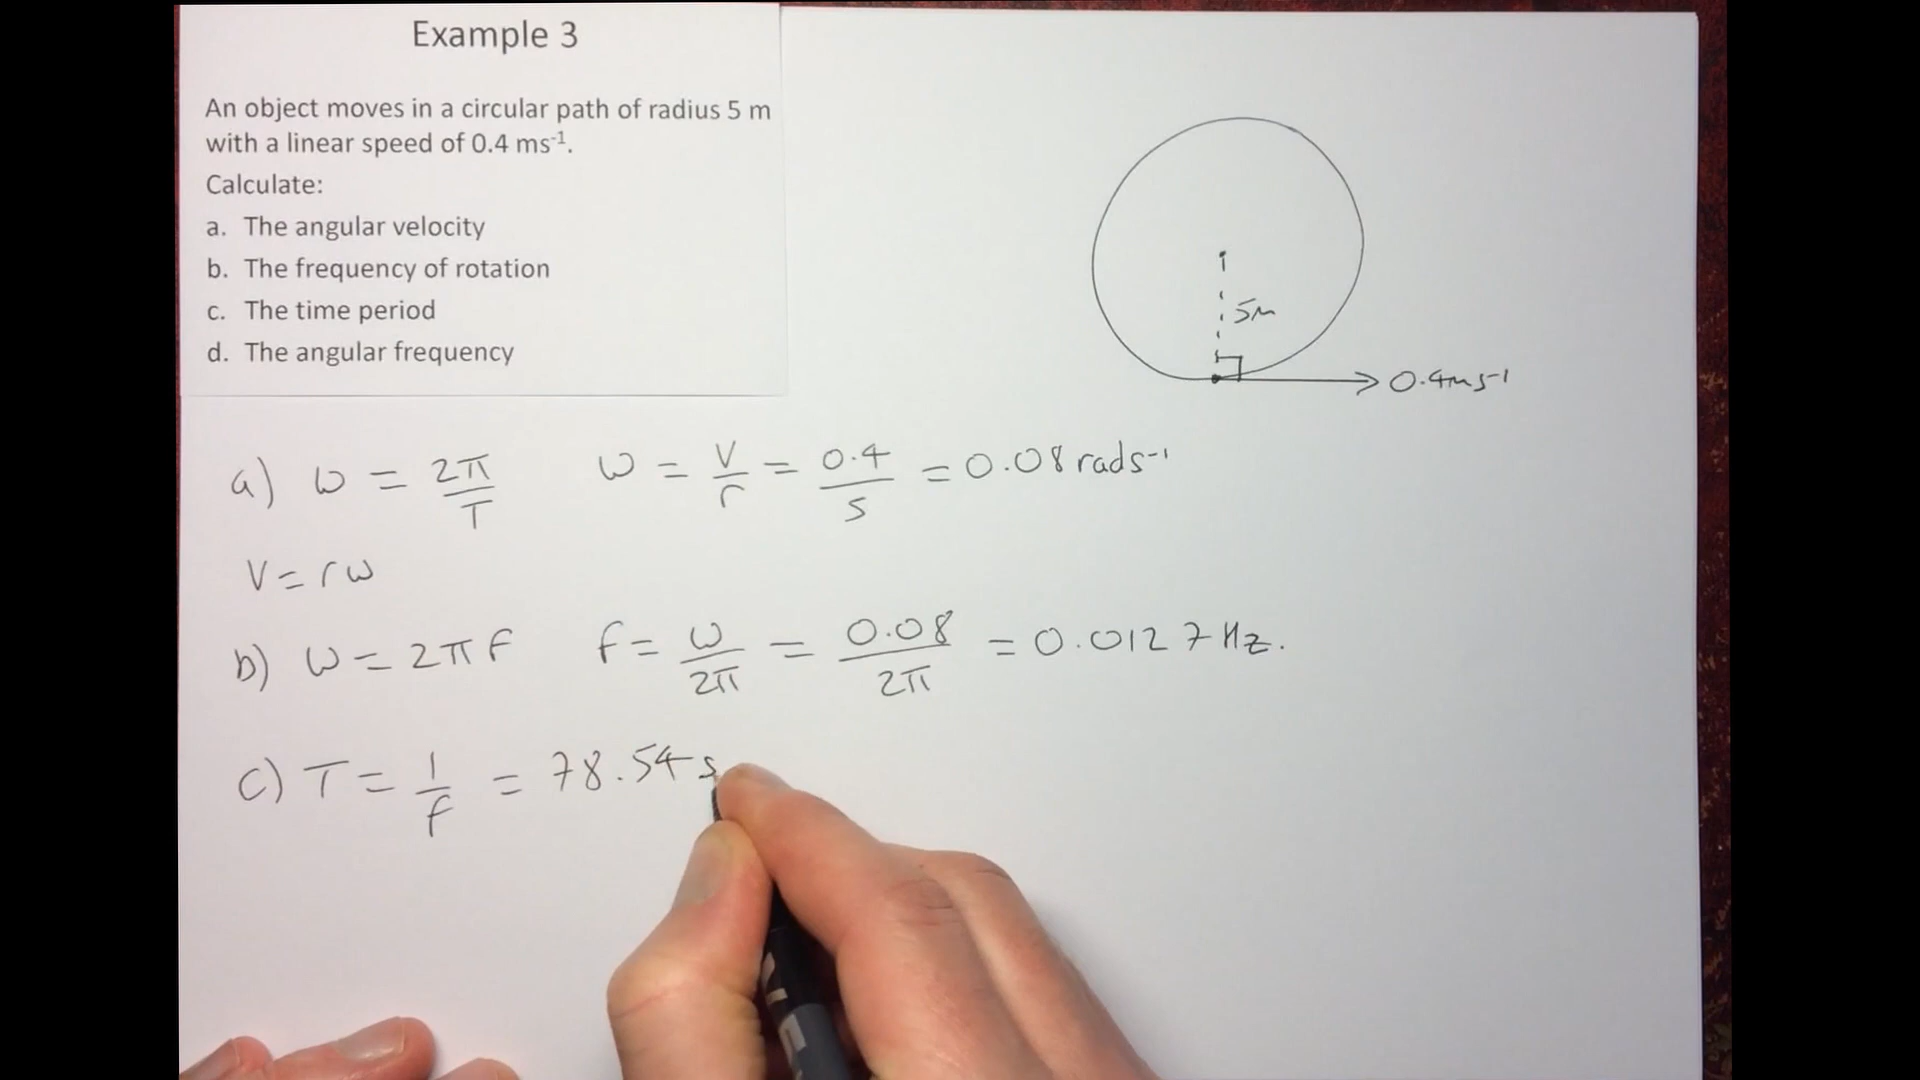 Example 3
An object moves in a circular path of radius 5 m
with a linear speed of 0.4 ms⁻¹.
Calculate:
a. The angular velocity
b. The frequency of rotation
c. The time period
d. The angular frequency
5m
0.4ms⁻¹
a) ω = 2π/T ω = v/r = 0.4/5 = 0.08 rads⁻¹
V = rω
b) ω = 2πf f = ω/2π = 0.08/2π = 0.0127 Hz.
c) T = 1/f = 78.54 s